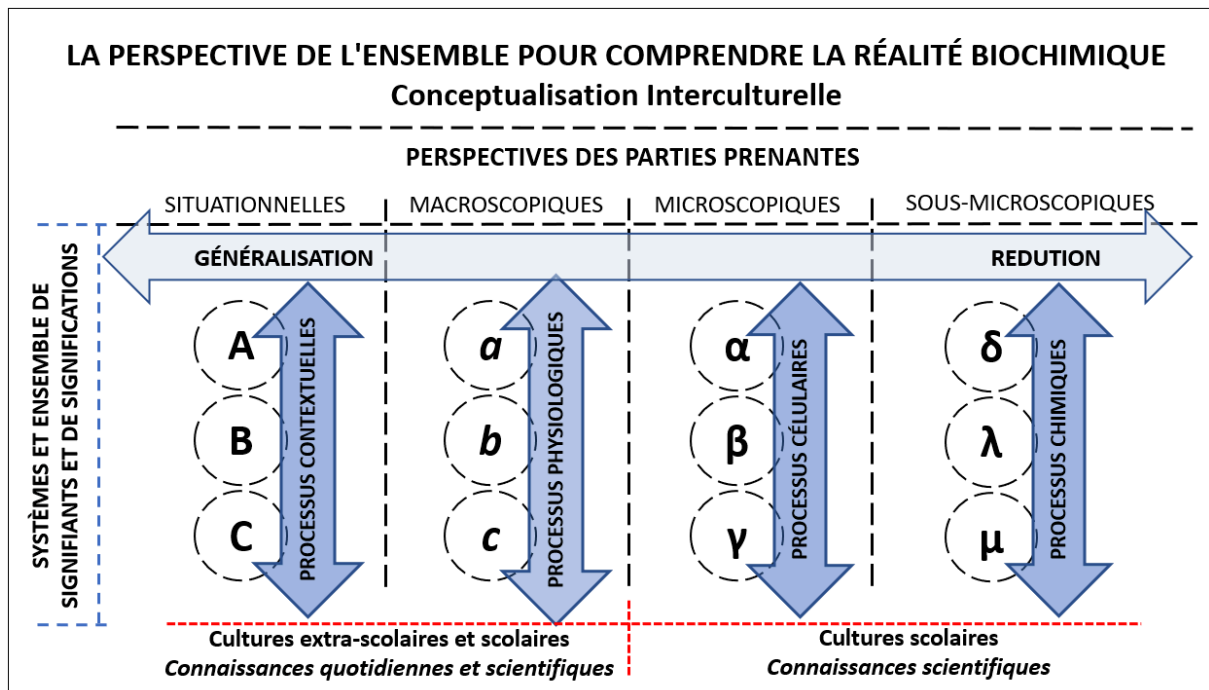 LA PERSPECTIVE DE L'ENSEMBLE POUR COMPRENDRE LA RÉALITÉ BIOCHIMIQUE
Conceptualisation Interculturelle
PERSPECTIVES DES PARTIES PRENANTES
SITUATIONNELLES
MACROSCOPIQUES
MICROSCOPIQUES
SOUS-MICROSCOPIQUES
GÉNÉRALISATION
REDUTION
SYSTÈMES ET ENSEMBLE DE
SIGNIFIANTS ET DE SIGNIFICATIONS
A
B
C
PROCESSUS CONTEXTUELLES
a
b
c
PROCESSUS PHYSIOLOGIQUES
α
β
γ
PROCESSUS CÉLULAIRES
δ
λ
μ
PROCESSUS CHIMIQUES
Cultures extra-scolaires et scolaires
Connaissances quotidiennes et scientifiques
Cultures scolaires
Connaissances scientifiques